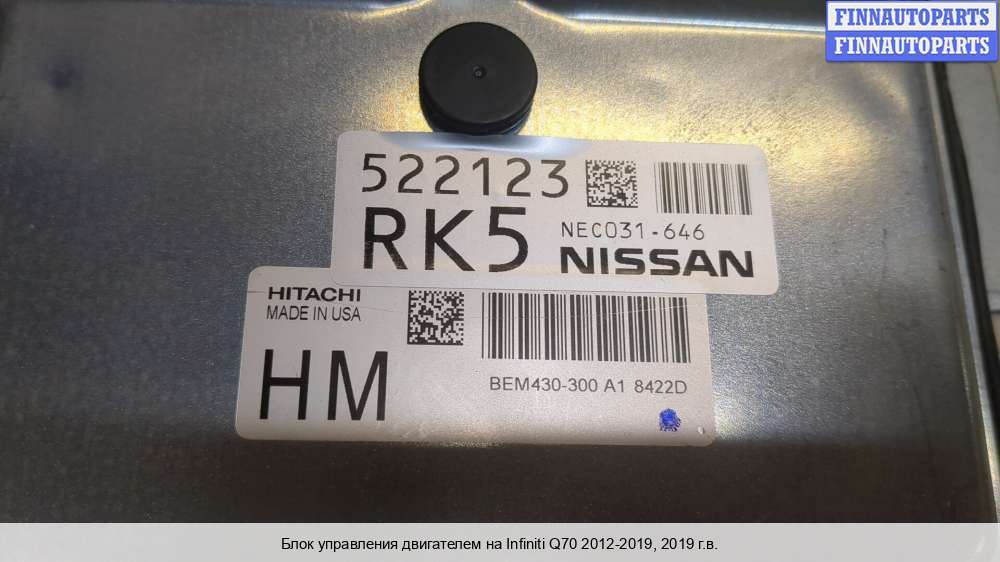 FINNAUTOPARTS
FINNAUTOPARTS
522123
RK5
NEC031-646
NISSAN
HITACHI
MADE IN USA
HM
BEM430-300 A1 8422D
Блок управления двигателем на Infiniti Q70 2012-2019, 2019 г.в.